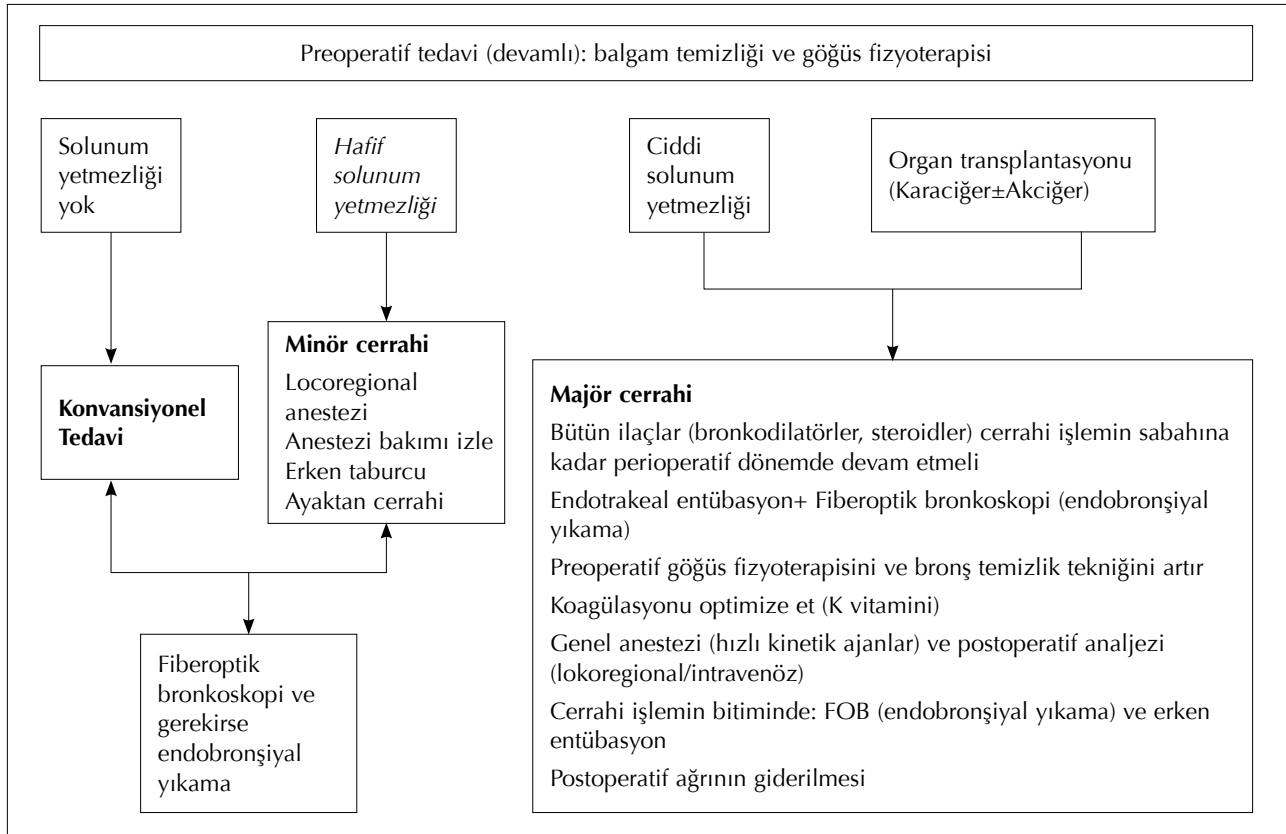 Preoperatif tedavi (devamlı): balgam temizliği ve göğüs fizyoterapisi
Solunum
yetmezliği
yok
Hafif
solunum
yetmezliği
Ciddi
solunum
yetmezliği
Organ transplantasyonu
(Karaciğer±Akciğer)
Konvansiyonel
Tedavi
Minör cerrahi
Locoregional
anestezi
Anestezi bakımı izle
Erken taburcu
Ayaktan cerrahi
Majör cerrahi
Bütün ilaçlar (bronkodilatörler, steroidler) cerrahi işlemin sabahına
kadar perioperatif dönemde devam etmeli
Endotrakeal entübasyon+ Fiberoptik bronkoskopi (endobronşiyal
yıkama)
Preoperatif göğüs fizyoterapisini ve bronş temizlik tekniğini artır
Koagülasyonu optimize et (K vitamini)
Genel anestezi (hızlı kinetik ajanlar) ve postoperatif analjezi
(lokoregional/intravenöz)
Cerrahi işlemin bitiminde: FOB (endobronşiyal yıkama) ve erken
entübasyon
Postoperatif ağrının giderilmesi
Fiberoptik
bronkoskopi ve
gerekirse
endobronşiyal
yıkama